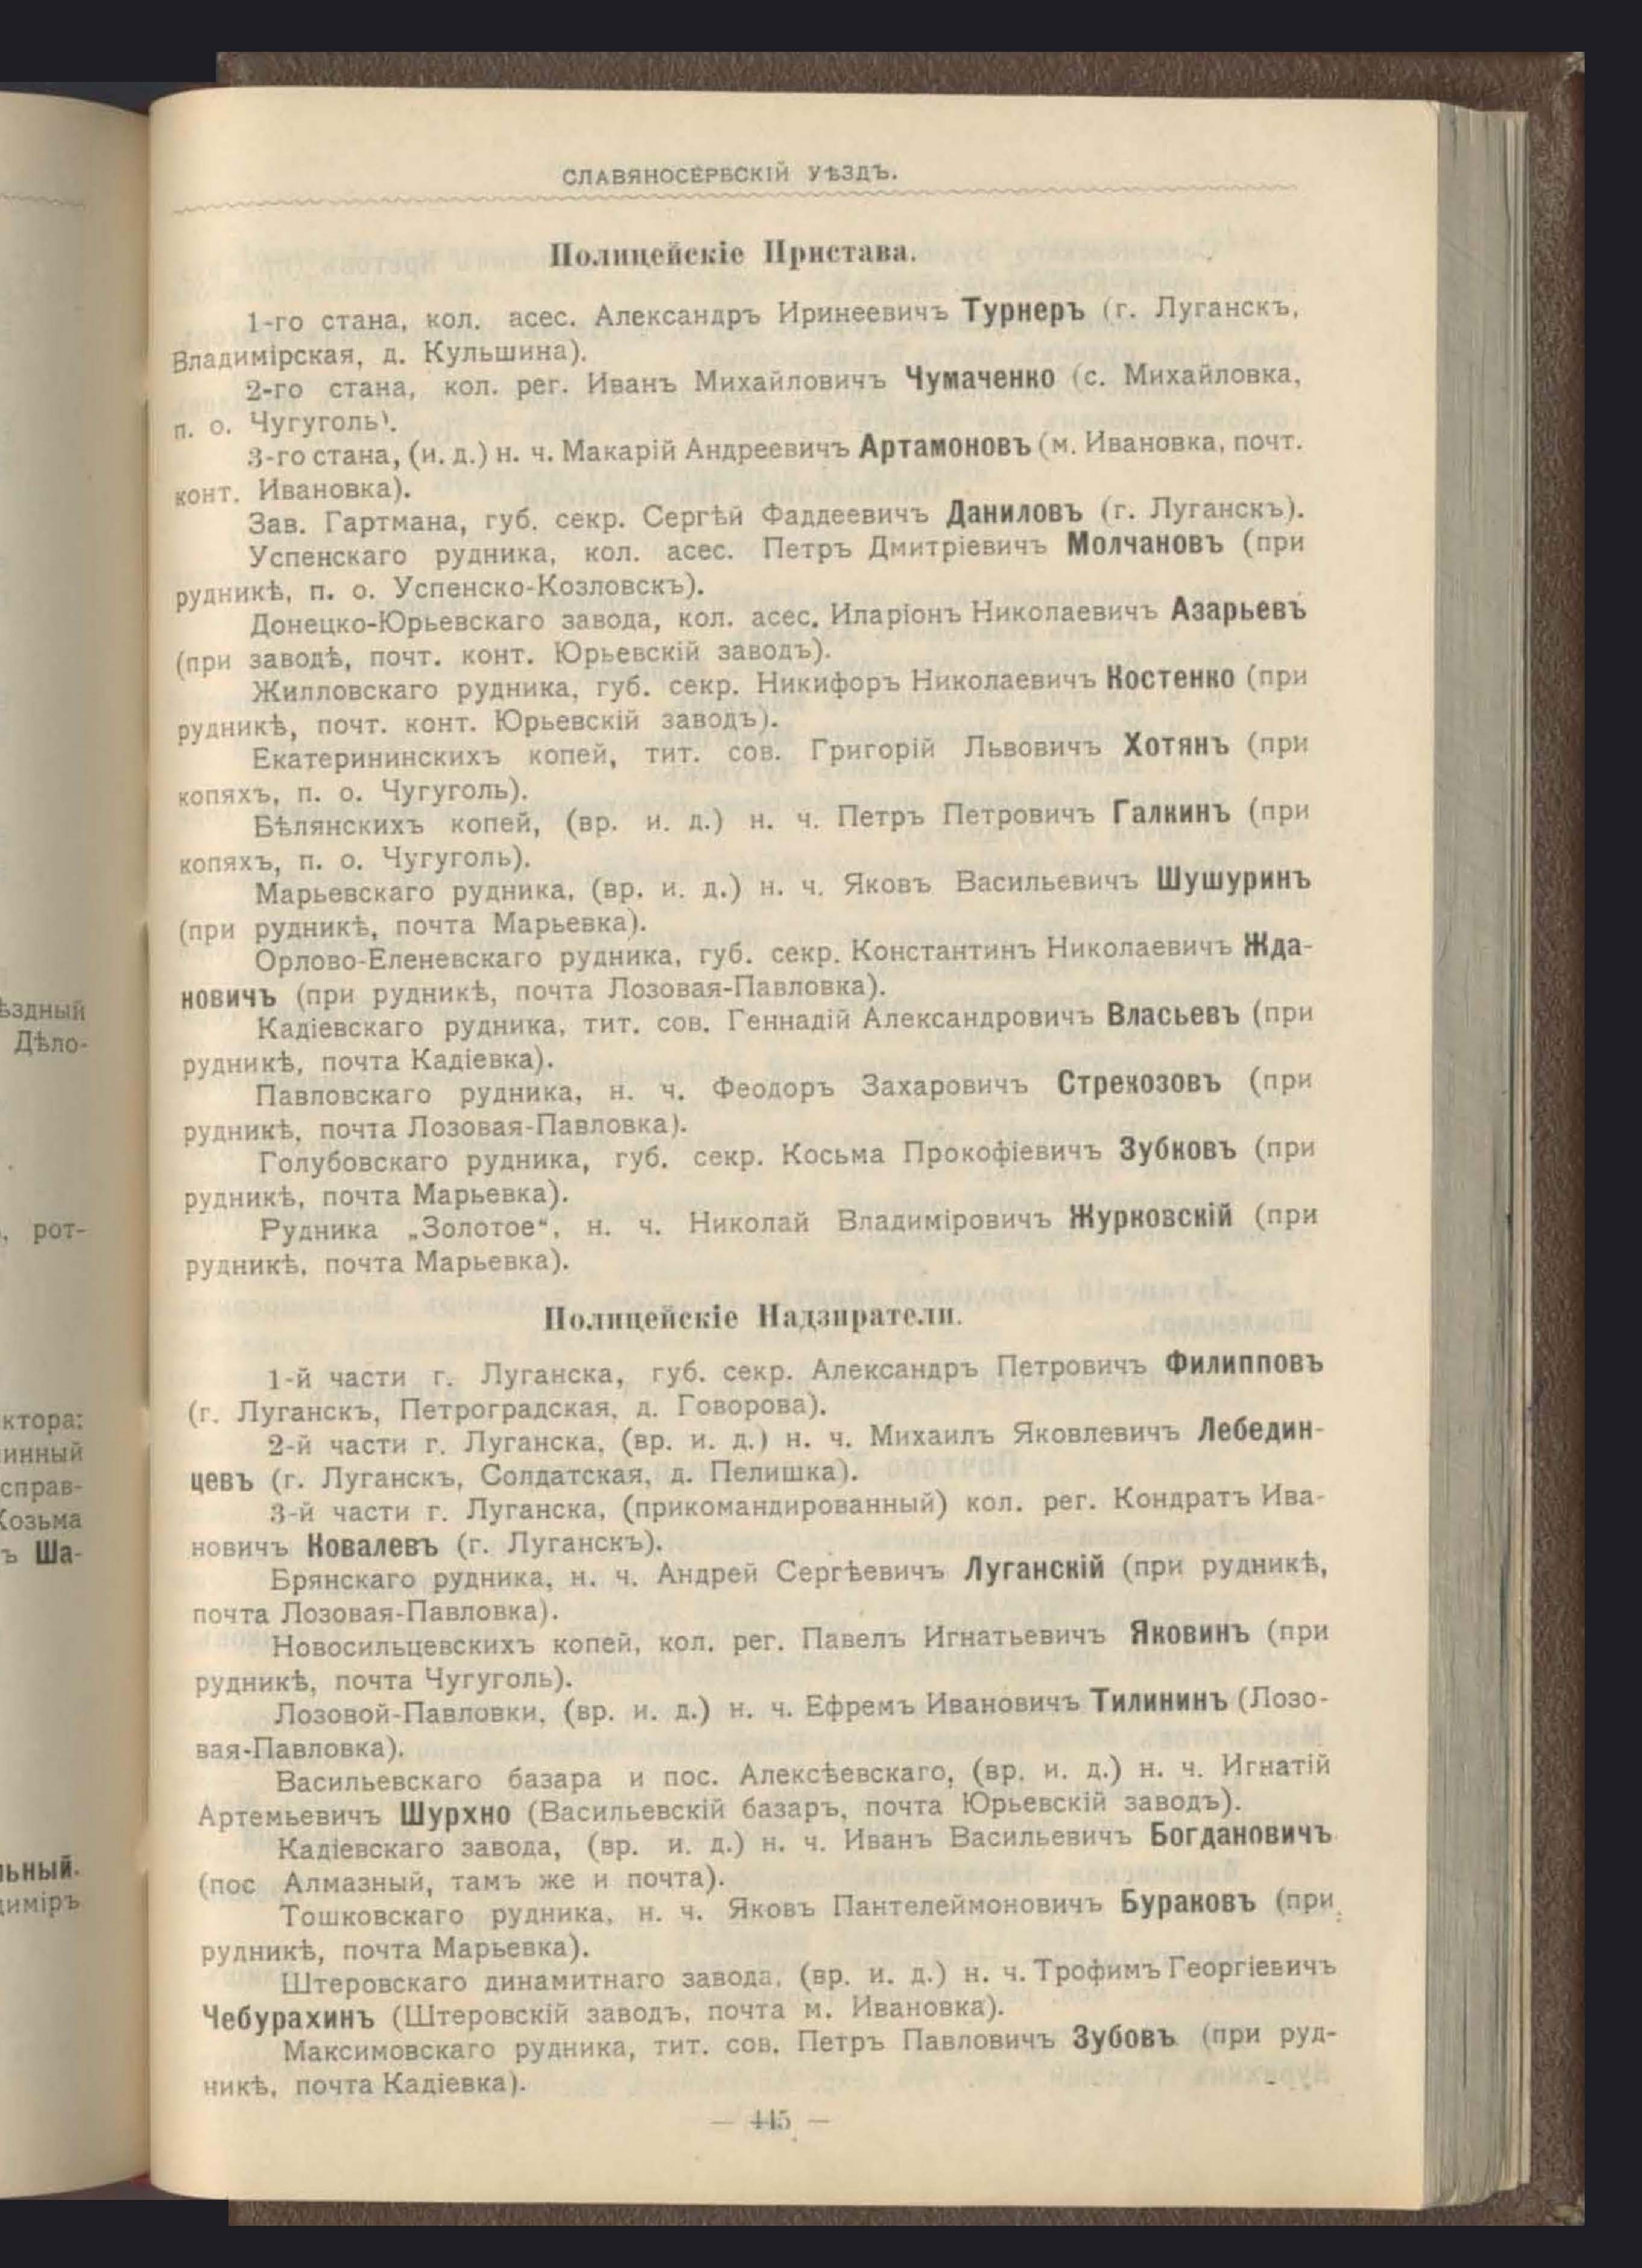 ѣздный
Дѣло-
рот-
ктора:
инный
справ-
Козьма
ъ Ша-
ьный.
диміръ
СЛАВЯНОСЕРБСКІЙ УѢЗДЪ.
Полицейскіе Пристава.
1-го стана, кол. асес. Александръ Иринеевичъ Турнеръ (г. Луганскъ,
Владимірская, д. Кульшина).
2-го стана, кол. рег. Иванъ Михайловичъ Чумаченко (с. Михайловка,
п. о. Чугуголь).
3-го стана, (и. д.) н. ч. Макарій Андреевичъ Артамоновъ (м. Ивановка, почт.
конт. Ивановка).
Зав. Гартмана, губ. секр. Сергѣй Фаддеевичъ Даниловъ (г. Луганскъ).
Успенскаго рудника, кол. асес. Петръ Дмитріевичъ Молчановъ (при
рудникѣ, п. о. Успенско-Козловскъ).
Донецко-Юрьевскаго завода, кол. асес. Иларіонъ Николаевичъ Азарьевъ
(при заводѣ, почт. конт. Юрьевскій заводъ).
Жилловскаго рудника, губ. секр. Никифоръ Николаевичъ Костенко (при
рудникѣ, почт. конт. Юрьевскій заводъ).
Екатерининскихъ копей, тит. сов. Григорій Львовичъ Хотянъ (при
копяхъ, п. о. Чугуголь).
Бѣлянскихъ копей, (вр. и. д.) н. ч. Петръ Петровичъ Галкинъ (при
копяхъ, п. о. Чугуголь).
Марьевскаго рудника, (вр. и. д.) н. ч. Яковъ Васильевичъ Шушуринъ
(при рудникѣ, почта Марьевка).
Орлово-Еленевскаго рудника, губ. секр. Константинъ Николаевичъ Жда-
новичъ (при рудникѣ, почта Лозовая-Павловка).
Кадіевскаго рудника, тит. сов. Геннадій Александровичъ Власьевъ (при
рудникѣ, почта Кадіевка).
Павловскаго рудника, н. ч. Феодоръ Захаровичъ Стрекозовъ (при
рудникѣ, почта Лозовая-Павловка).
Голубовскаго рудника, губ. секр. Косьма Прокофіевичъ Зубковъ (при
рудникѣ, почта Марьевка).
Рудника „Золотое“, н. ч. Николай Владиміровичъ Журковскій (при
рудникѣ, почта Марьевка).
Полицейскіе Надзиратели.
1-й части г. Луганска, губ. секр. Александръ Петровичъ Филипповъ
(г. Луганскъ, Петроградская, д. Говорова).
2-й части г. Луганска, (вр. и. д.) н. ч. Михаилъ Яковлевичъ Лебедин-
цевъ (г. Луганскъ, Солдатская, д. Пелишка).
3-й части г. Луганска, (прикомандированный) кол. рег. Кондратъ Ива-
новичъ Ковалевъ (г. Луганскъ).
Брянскаго рудника, н. ч. Андрей Сергѣевичъ Луганскій (при рудникѣ,
почта Лозовая-Павловка).
Новосильцевскихъ копей, кол. рег. Павелъ Игнатьевичъ Яковинъ (при
рудникѣ, почта Чугуголь).
Лозовой-Павловки, (вр. и. д.) н. ч. Ефремъ Ивановичъ Тилининъ (Лозо-
вая-Павловка).
Васильевскаго базара и пос. Алексѣевскаго, (вр. и. д.) н. ч. Игнатій
Артемьевичъ Шурхно (Васильевскій базаръ, почта Юрьевскій заводъ).
Кадіевскаго завода, (вр. и. д.) н. ч. Иванъ Васильевичъ Богдановичъ
(пос Алмазный, тамъ же и почта).
Тошковскаго рудника, н. ч. Яковъ Пантелеймоновичъ Бураковъ (при
рудникѣ, почта Марьевка).
Штеровскаго динамитнаго завода, (вр. и. д.) н. ч. Трофимъ Георгіевичъ
Чебурахинъ (Штеровскій заводъ, почта м. Ивановка).
Максимовскаго рудника, тит. сов. Петръ Павловичъ Зубовъ (при руд-
никѣ, почта Кадіевка).
— 445 —